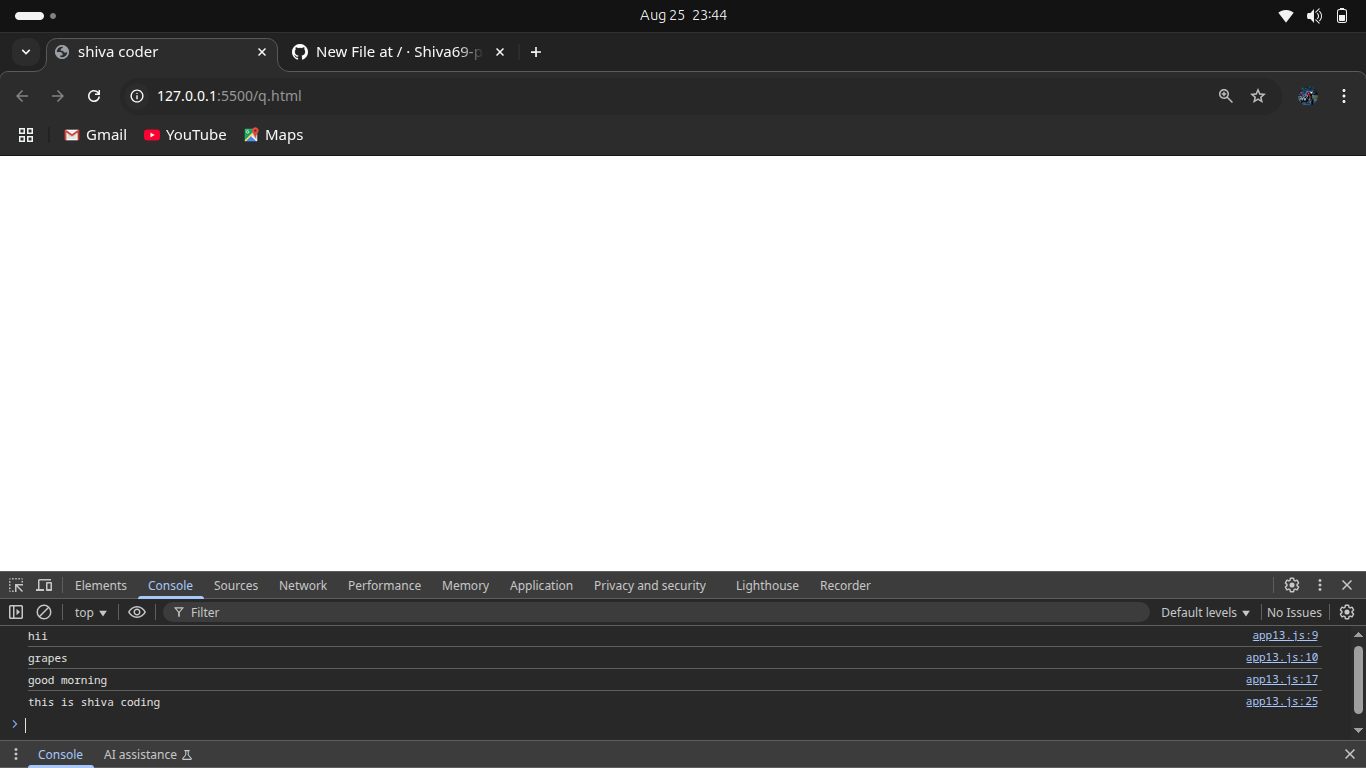 Aug 25 23:44
shiva coder
New File at / · Shiva69-p
127.0.0.1:5500/q.html
Gmail YouTube Maps
Elements Console Sources Network Performance Memory Application Privacy and security Lighthouse Recorder
top Filter Default levels No Issues
hii app13.js:9
grapes app13.js:10
good morning app13.js:17
this is shiva coding app13.js:25
Console AI assistance